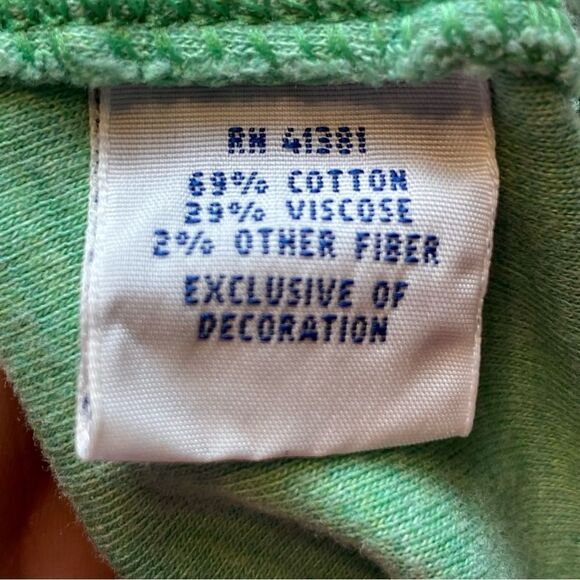 RN 41381
69% COTTON
29% VISCOSE
2% OTHER FIBER
EXCLUSIVE OF
DECORATION